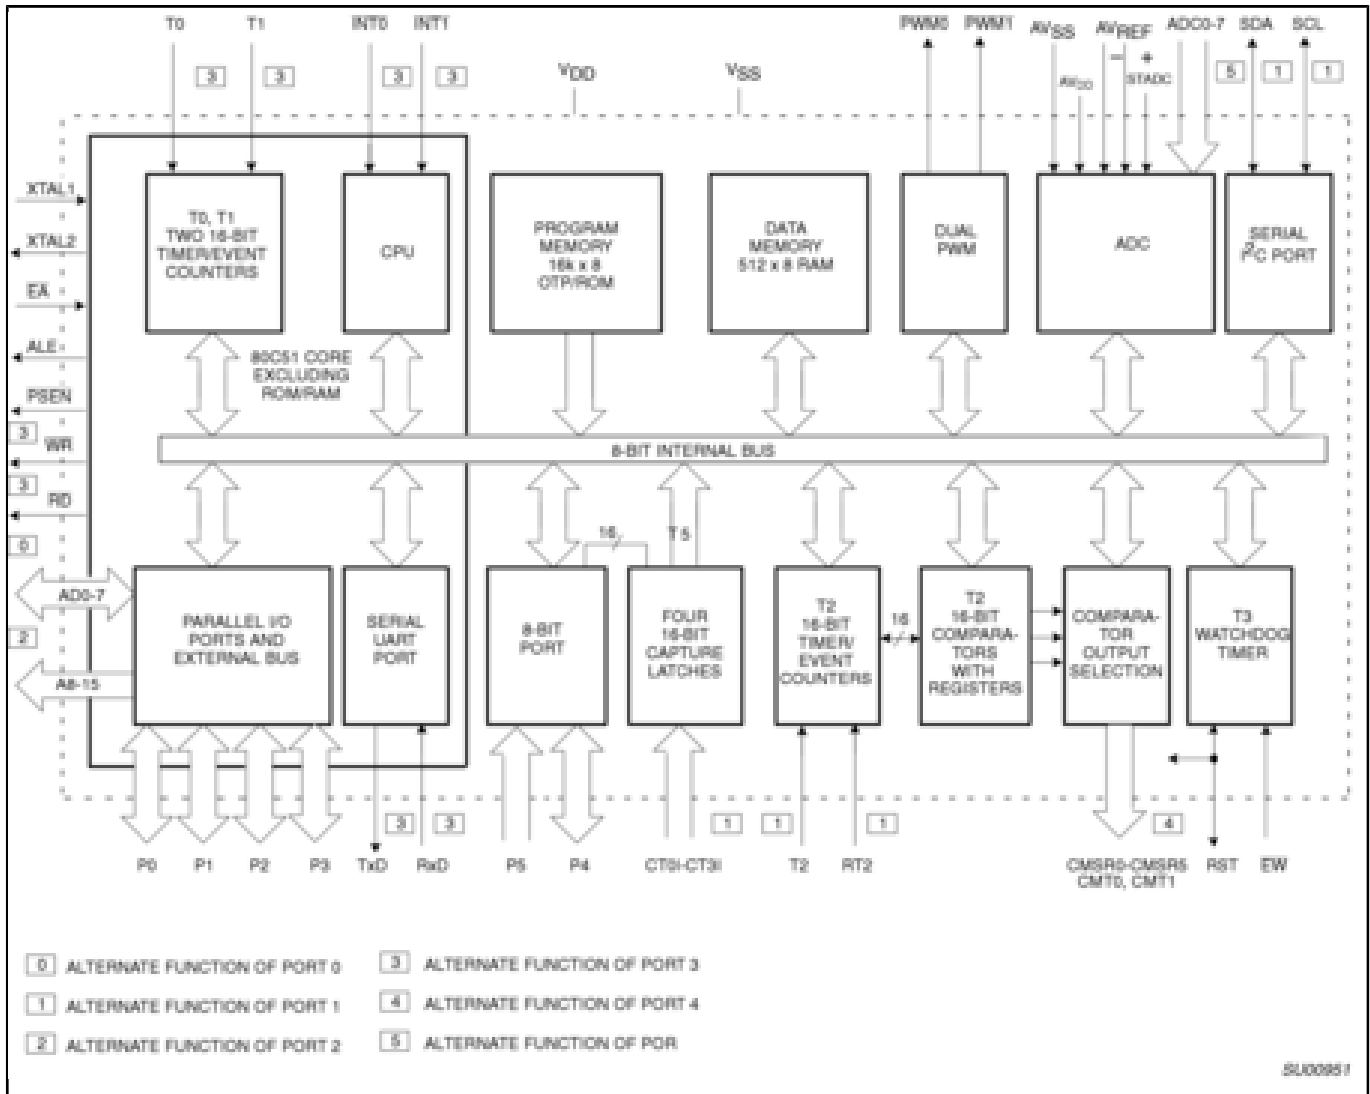 T0 T1 INT0 INT1 PWM0 PWM1 AVSS AVREF ADC0-7 SDA SCL
− +
3 3 3 3 VDD VSS AVDD STADC 5 1 1
XTAL1
XTAL2
EA
ALE
PSEN
3
WR
3
RD
0
AD0-7
2
A8-15
T0, T1
TWO 16-BIT
TIMER/EVENT
COUNTERS
CPU
PROGRAM
MEMORY
16k x 8
OTP/ROM
DATA
MEMORY
512 x 8 RAM
DUAL
PWM
ADC
SERIAL
I2C PORT
80C51 CORE
EXCLUDING
ROM/RAM
8-BIT INTERNAL BUS
16
T5
PARALLEL I/O
PORTS AND
EXTERNAL BUS
SERIAL
UART
PORT
8-BIT
PORT
FOUR
16-BIT
CAPTURE
LATCHES
T2
16-BIT
TIMER/
EVENT
COUNTERS
16
T2
16-BIT
COMPARA-
TORS
WITH
REGISTERS
COMPARA-
TOR
OUTPUT
SELECTION
T3
WATCHDOG
TIMER
3 3 1 1 1 4
P0 P1 P2 P3 TxD RxD P5 P4 CT0I-CT3I T2 RT2 CMSR0-CMSR5 RST EW
CMT0, CMT1
0 ALTERNATE FUNCTION OF PORT 0
1 ALTERNATE FUNCTION OF PORT 1
2 ALTERNATE FUNCTION OF PORT 2
3 ALTERNATE FUNCTION OF PORT 3
4 ALTERNATE FUNCTION OF PORT 4
5 ALTERNATE FUNCTION OF POR
SU00951